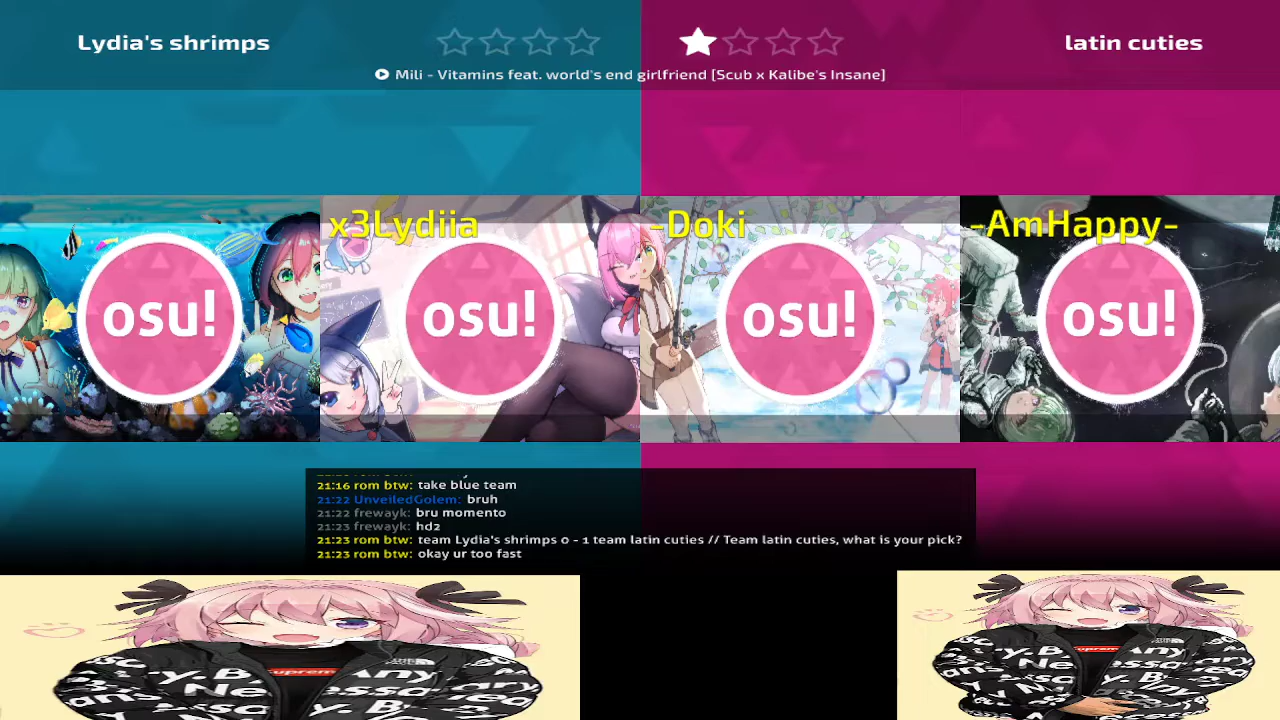 Lydia's shrimps
latin cuties
Mili - Vitamins feat. world's end girlfriend [Scub x Kalibe's Insane]
x3Lydiia
-Doki
-AmHappy-
osu!
osu!
osu!
osu!
21:16 rom btw: take blue team
21:22 UnveiledGolem: bruh
21:22 frewayk: bru momento
21:23 frewayk: hd2
21:23 rom btw: team Lydia's shrimps 0 - 1 team latin cuties // Team latin cuties, what is your pick?
21:23 rom btw: okay ur too fast